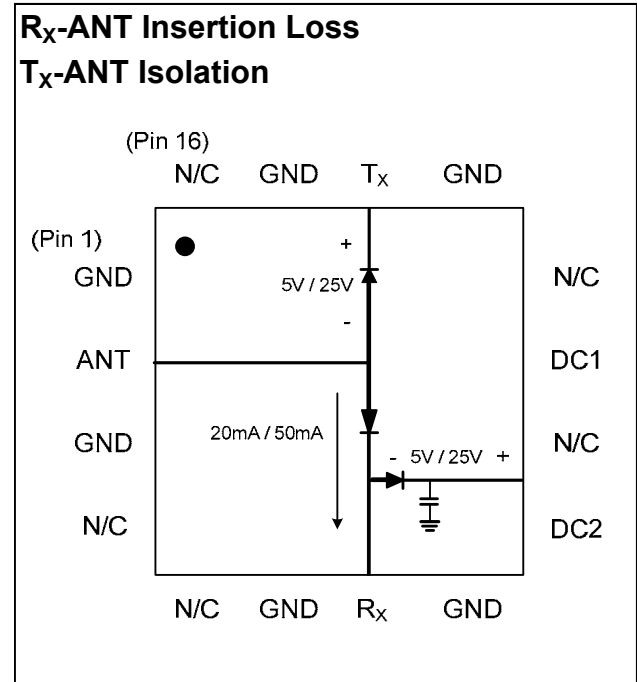 Rx-ANT Insertion Loss
Tx-ANT Isolation
(Pin 16)
N/C GND Tx GND
(Pin 1)
GND
ANT
GND
N/C
+
5V / 25V
-
20mA / 50mA
- 5V / 25V +
N/C
DC1
N/C
DC2
N/C GND Rx GND